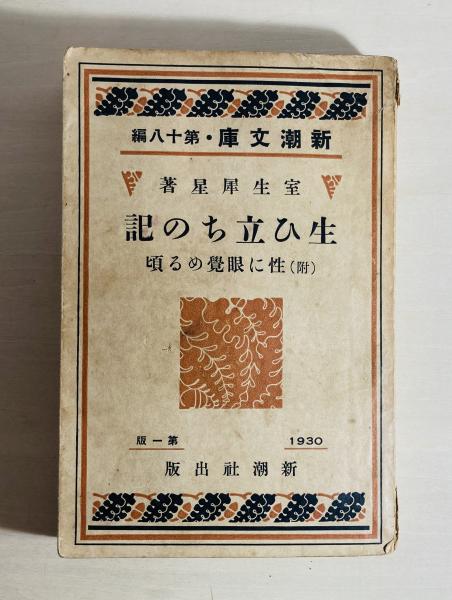 新潮文庫・第十八編
室生犀星著
生ひ立ちの記
(附)性に眼覺める頃
1930 第一版
新潮社出版